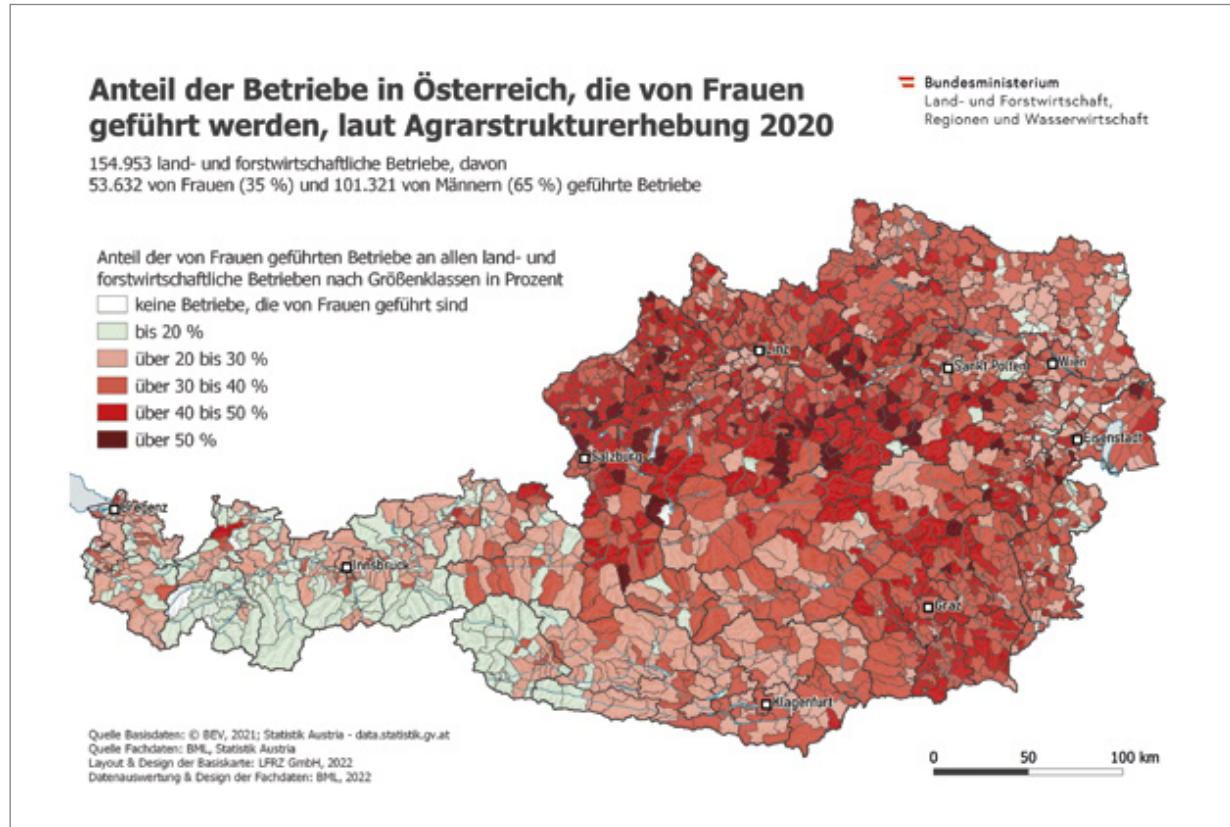 Anteil der Betriebe in Österreich, die von Frauen
geführt werden, laut Agrarstrukturerhebung 2020
Bundesministerium
Land- und Forstwirtschaft,
Regionen und Wasserwirtschaft
154.953 land- und forstwirtschaftliche Betriebe, davon
53.632 von Frauen (35 %) und 101.321 von Männern (65 %) geführte Betriebe
Anteil der von Frauen geführten Betriebe an allen land- und
forstwirtschaftliche Betrieben nach Größenklassen in Prozent
keine Betriebe, die von Frauen geführt sind
bis 20 %
über 20 bis 30 %
über 30 bis 40 %
über 40 bis 50 %
über 50 %
Linz
Sankt Pölten
Wien
Eisenstadt
Salzburg
Bregenz
Innsbruck
Graz
Klagenfurt
Quelle Basisdaten: © BEV, 2021; Statistik Austria - data.statistik.gv.at
Quelle Fachdaten: BML, Statistik Austria
Layout & Design der Basiskarte: LFRZ GmbH, 2022
Datenauswertung & Design der Fachdaten: BML, 2022
0 50 100 km